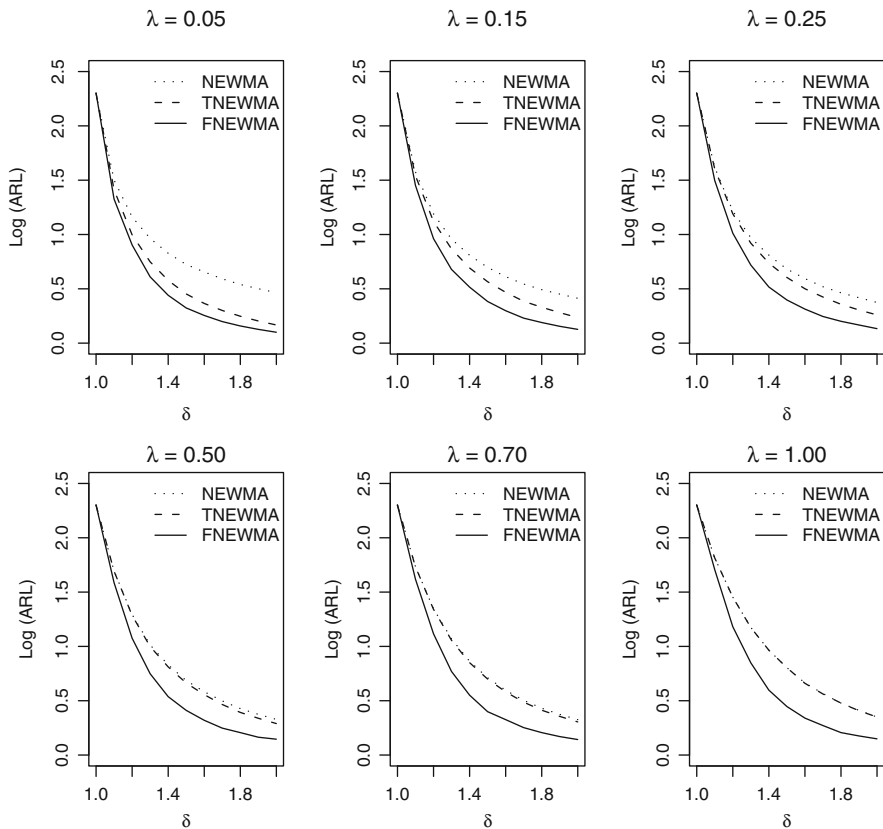 λ = 0.05
λ = 0.15
λ = 0.25
2.5
2.0
1.5
1.0
0.5
0.0
Log (ARL)
NEWMA
TNEWMA
FNEWMA
1.0
1.4
1.8
δ
2.5
2.0
1.5
1.0
0.5
0.0
Log (ARL)
NEWMA
TNEWMA
FNEWMA
1.0
1.4
1.8
δ
2.5
2.0
1.5
1.0
0.5
0.0
Log (ARL)
NEWMA
TNEWMA
FNEWMA
1.0
1.4
1.8
δ
λ = 0.50
λ = 0.70
λ = 1.00
2.5
2.0
1.5
1.0
0.5
0.0
Log (ARL)
NEWMA
TNEWMA
FNEWMA
1.0
1.4
1.8
δ
2.5
2.0
1.5
1.0
0.5
0.0
Log (ARL)
NEWMA
TNEWMA
FNEWMA
1.0
1.4
1.8
δ
2.5
2.0
1.5
1.0
0.5
0.0
Log (ARL)
NEWMA
TNEWMA
FNEWMA
1.0
1.4
1.8
δ